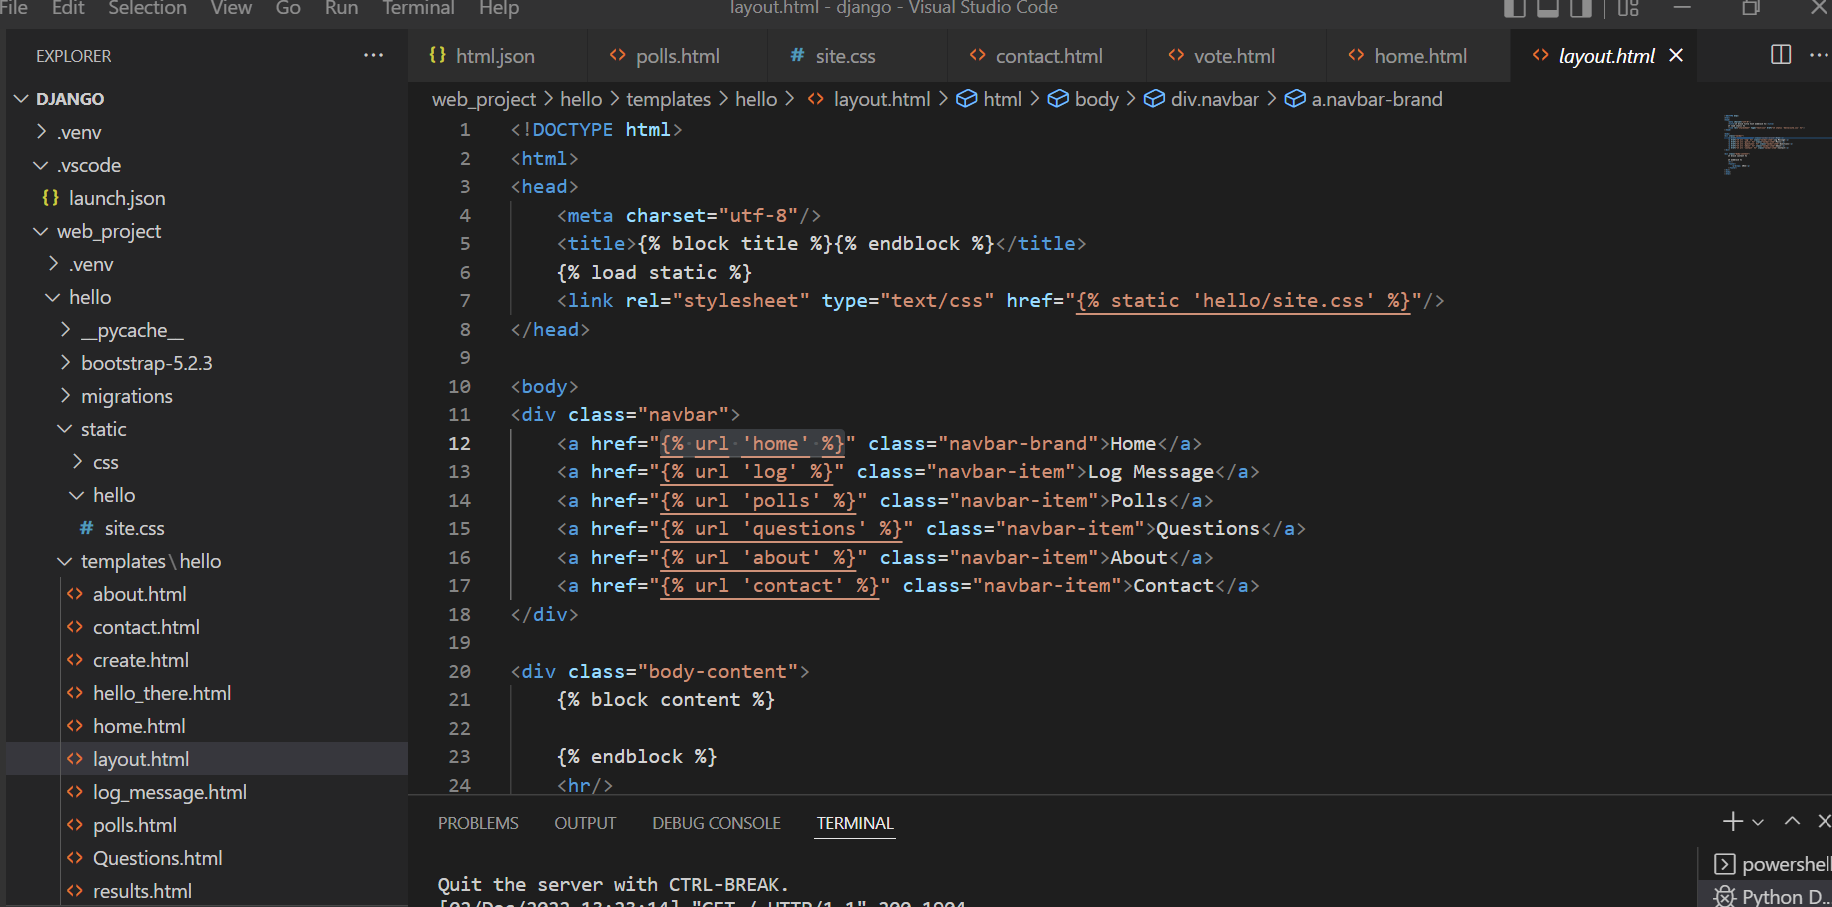 File Edit Selection View Go Run Terminal Help
layout.html - django - Visual Studio Code
EXPLORER
DJANGO
.venv
.vscode
{} launch.json
web_project
.venv
hello
__pycache__
bootstrap-5.2.3
migrations
static
css
hello
# site.css
templates\hello
<> about.html
<> contact.html
<> create.html
<> hello_there.html
<> home.html
<> layout.html
<> log_message.html
<> polls.html
<> Questions.html
<> results.html
{} html.json <> polls.html # site.css <> contact.html <> vote.html <> home.html <> layout.html
web_project > hello > templates > hello > <> layout.html > html > body > div.navbar > a.navbar-brand
1 <!DOCTYPE html>
2 <html>
3 <head>
4     <meta charset="utf-8"/>
5     <title>{% block title %}{% endblock %}</title>
6     {% load static %}
7     <link rel="stylesheet" type="text/css" href="{% static 'hello/site.css' %}"/>
8 </head>
9
10 <body>
11 <div class="navbar">
12     <a href="{% url 'home' %}" class="navbar-brand">Home</a>
13     <a href="{% url 'log' %}" class="navbar-item">Log Message</a>
14     <a href="{% url 'polls' %}" class="navbar-item">Polls</a>
15     <a href="{% url 'questions' %}" class="navbar-item">Questions</a>
16     <a href="{% url 'about' %}" class="navbar-item">About</a>
17     <a href="{% url 'contact' %}" class="navbar-item">Contact</a>
18 </div>
19
20 <div class="body-content">
21     {% block content %}
22
23     {% endblock %}
24     <hr/>
PROBLEMS OUTPUT DEBUG CONSOLE TERMINAL
Quit the server with CTRL-BREAK.
"GET / HTTP/1.1" 200 1904
powershell
Python D...